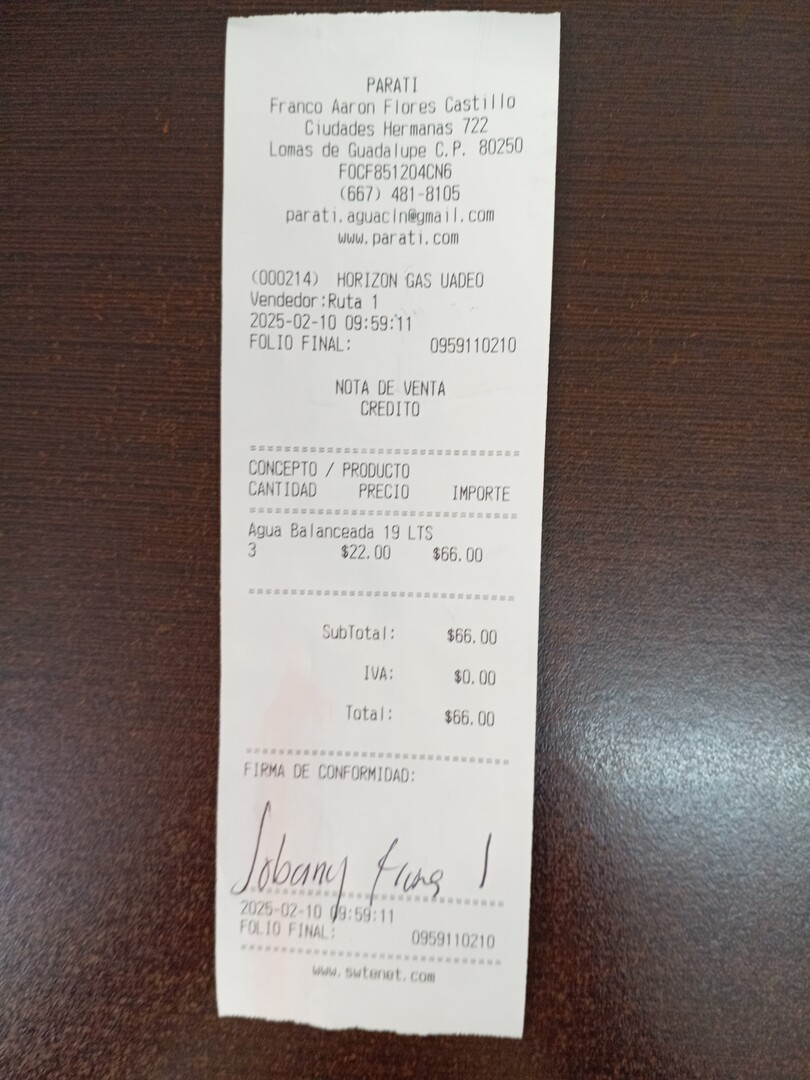 PARATI
Franco Aaron Flores Castillo
Ciudades Hermanas 722
Lomas de Guadalupe C.P. 80250
FOCF851204CN6
(667) 481-8105
parati.aguacln@gmail.com
www.parati.com
(000214) HORIZON GAS UADEO
Vendedor:Ruta 1
2025-02-10 09:59:11
FOLIO FINAL: 0959110210
NOTA DE VENTA
CREDITO
CONCEPTO / PRODUCTO
CANTIDAD PRECIO IMPORTE
Agua Balanceada 19 LTS
3 $22.00 $66.00
SubTotal: $66.00
IVA: $0.00
Total: $66.00
FIRMA DE CONFORMIDAD:
2025-02-10 09:59:11
FOLIO FINAL: 0959110210
www.swtenet.com